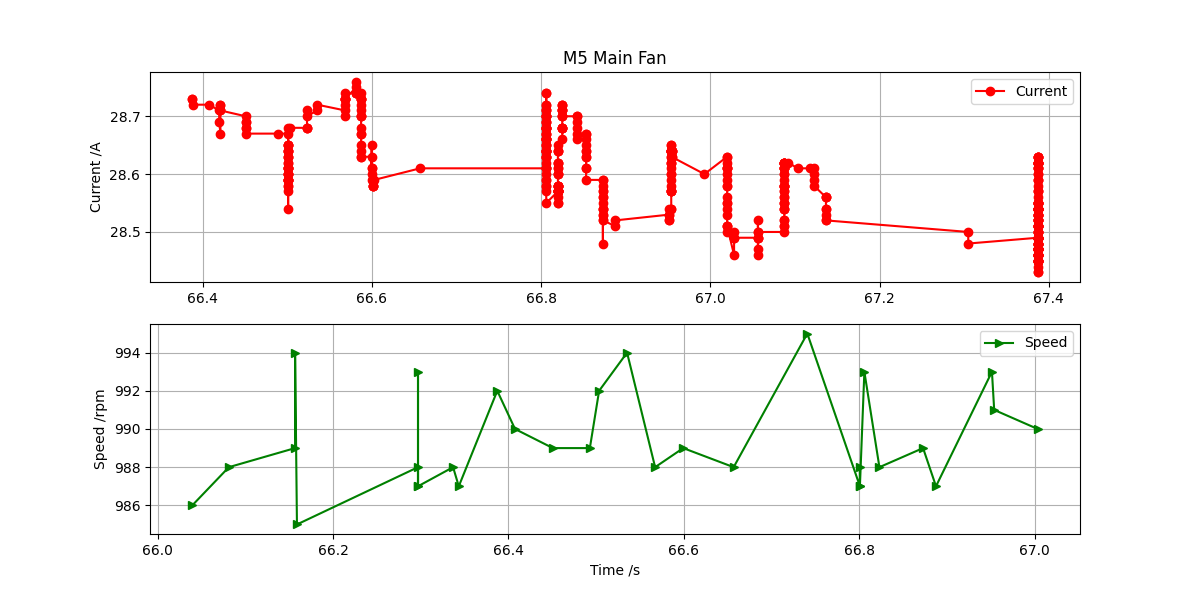 M5 Main Fan
Current /A
28.7
28.6
28.5
Current
66.4 66.6 66.8 67.0 67.2 67.4
Speed /rpm
994
992
990
988
986
Speed
66.0 66.2 66.4 66.6 66.8 67.0
Time /s